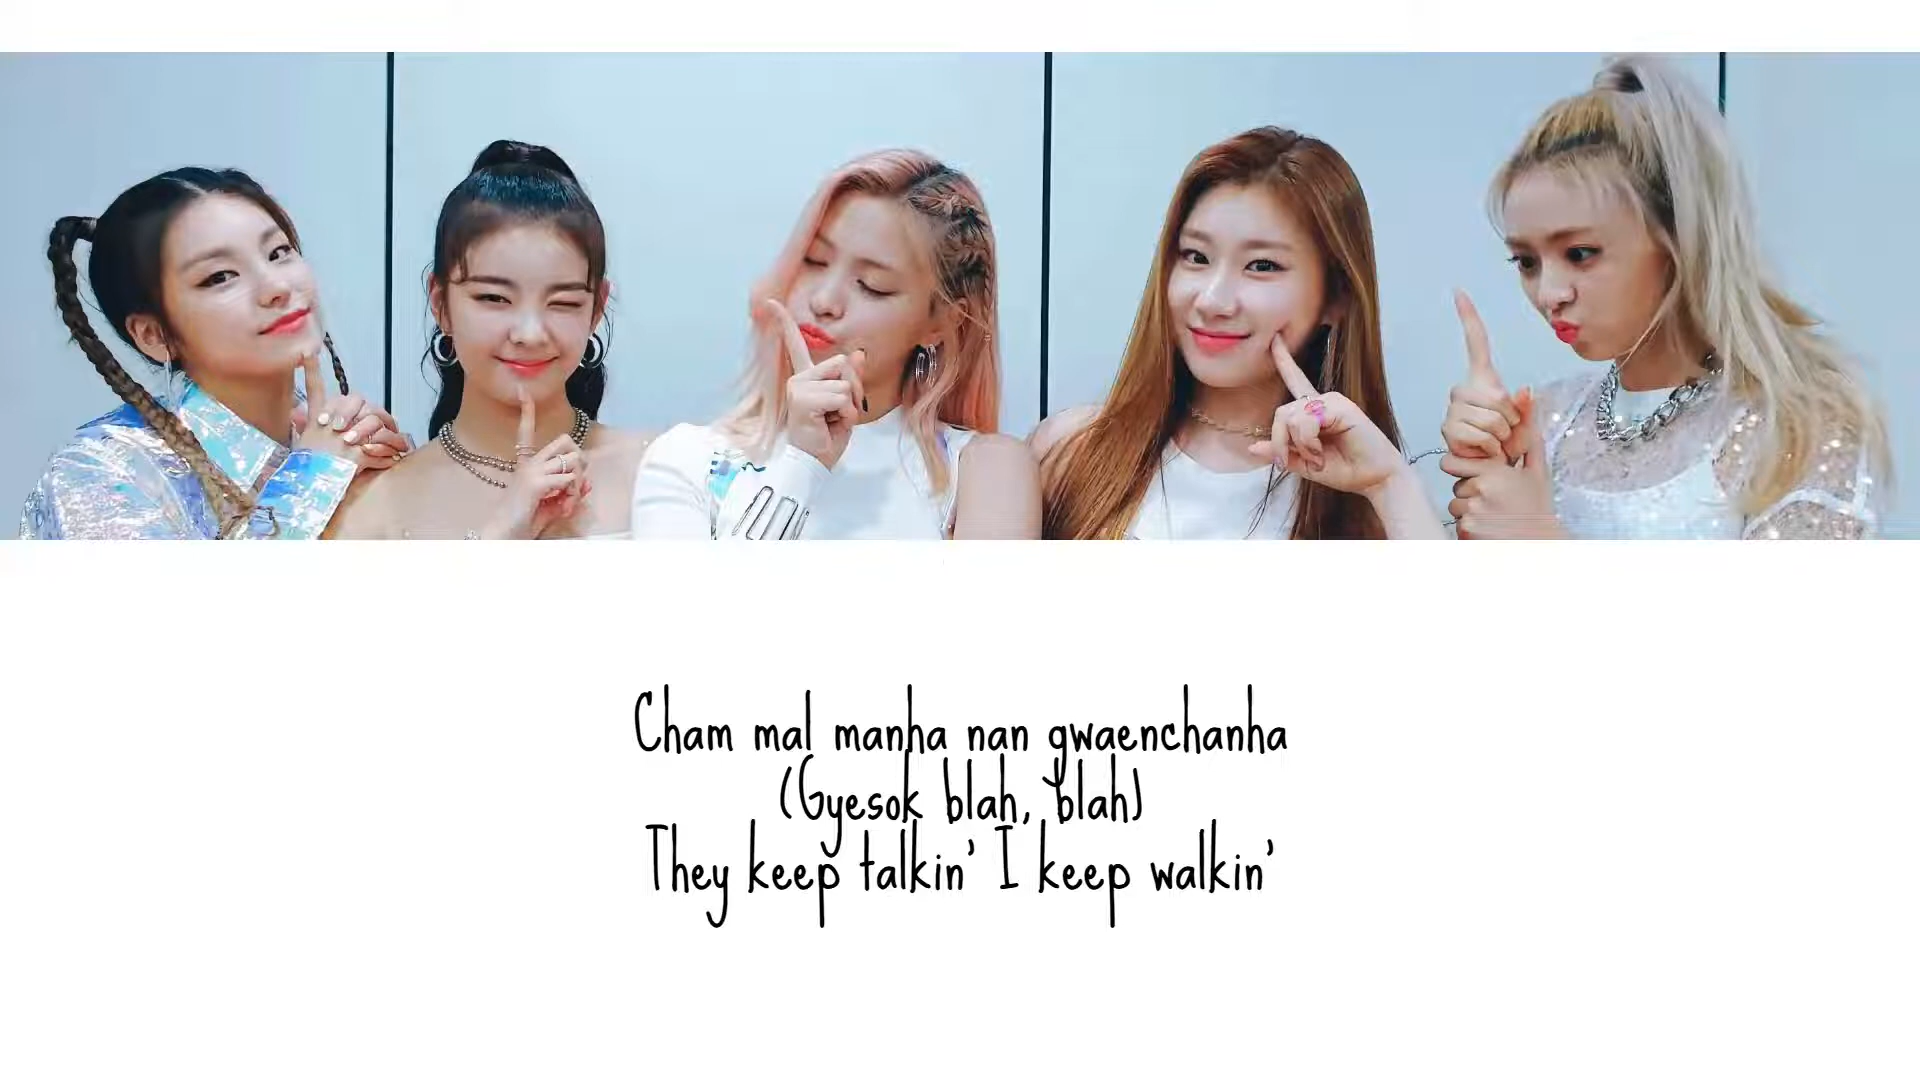 Cham mal manha nan gwaenchanha
(Gyesok blah, blah)
They keep talkin' I keep walkin'